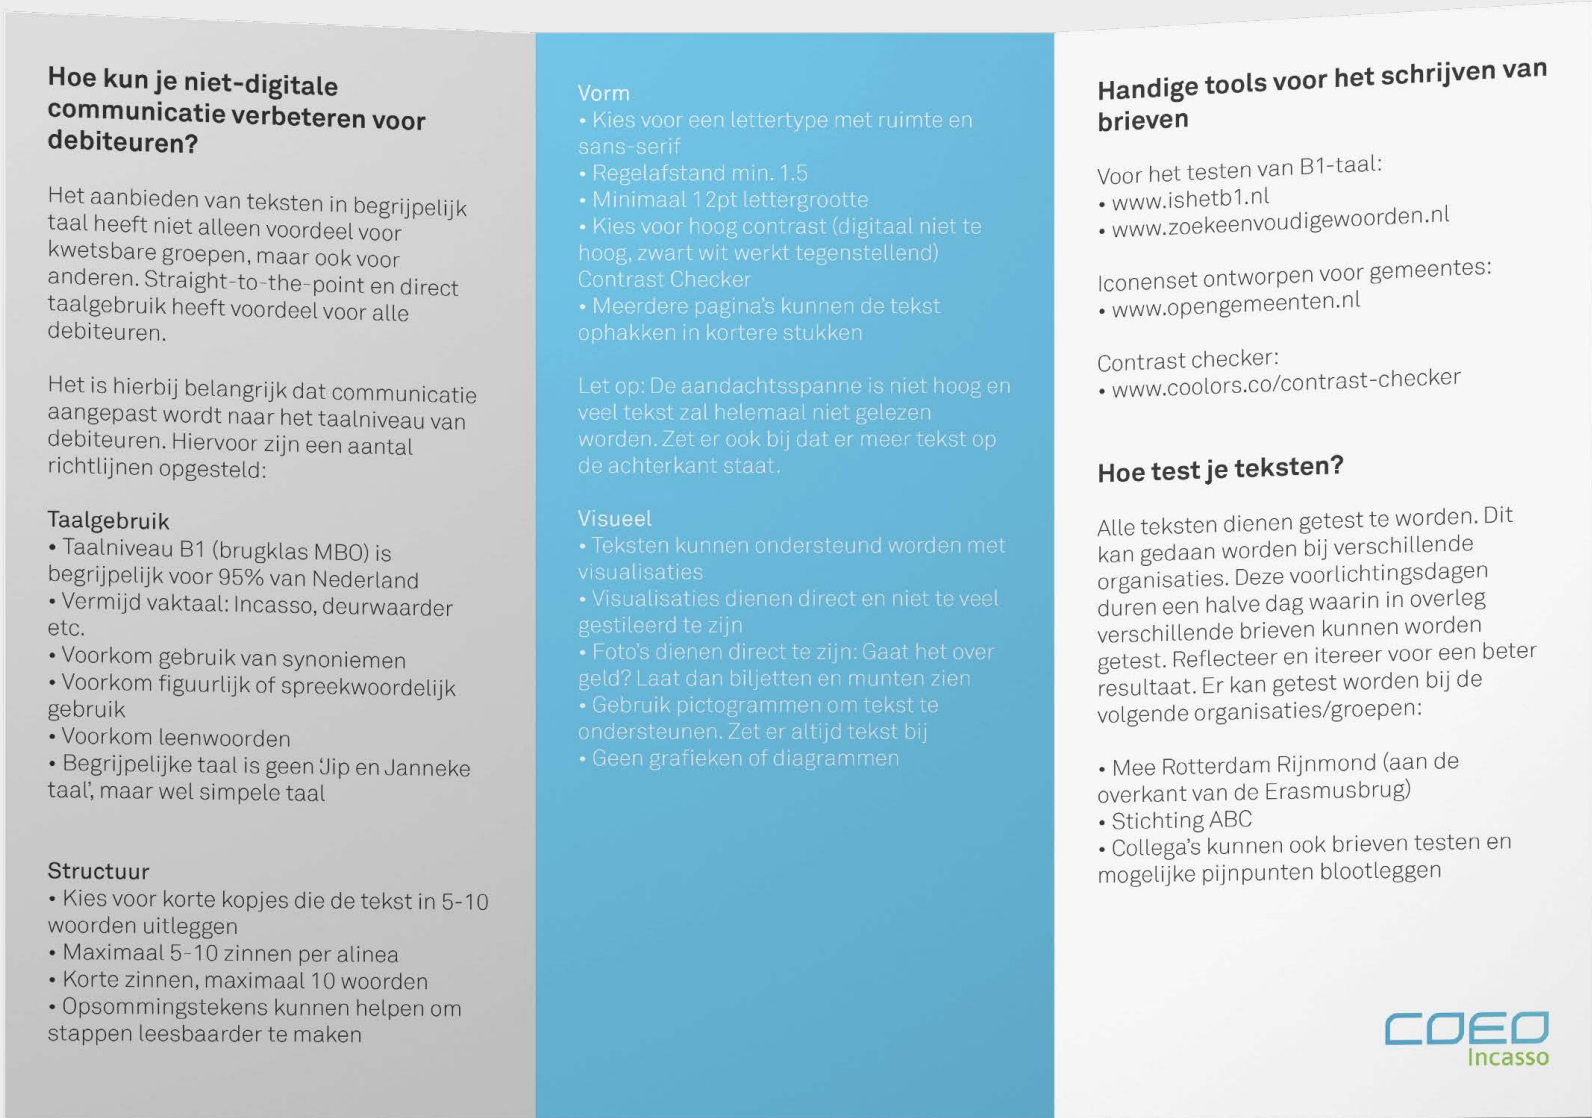 Hoe kun je niet-digitale
communicatie verbeteren voor
debiteuren?
Het aanbieden van teksten in begrijpelijk
taal heeft niet alleen voordeel voor
kwetsbare groepen, maar ook voor
anderen. Straight-to-the-point en direct
taalgebruik heeft voordeel voor alle
debiteuren.
Het is hierbij belangrijk dat communicatie
aangepast wordt naar het taalniveau van
debiteuren. Hiervoor zijn een aantal
richtlijnen opgesteld:
Taalgebruik
• Taalniveau B1 (brugklas MBO) is
begrijpelijk voor 95% van Nederland
• Vermijd vaktaal: Incasso, deurwaarder
etc.
• Voorkom gebruik van synoniemen
• Voorkom figuurlijk of spreekwoordelijk
gebruik
• Voorkom leenwoorden
• Begrijpelijke taal is geen 'Jip en Janneke
taal', maar wel simpele taal
Structuur
• Kies voor korte kopjes die de tekst in 5-10
woorden uitleggen
• Maximaal 5-10 zinnen per alinea
• Korte zinnen, maximaal 10 woorden
• Opsommingstekens kunnen helpen om
stappen leesbaarder te maken
Vorm
• Kies voor een lettertype met ruimte en
sans-serif
• Regelafstand min. 1.5
• Minimaal 12pt lettergrootte
• Kies voor hoog contrast (digitaal niet te
hoog, zwart wit werkt tegenstellend)
Contrast Checker
• Meerdere pagina's kunnen de tekst
ophakken in kortere stukken
Let op: De aandachtsspanne is niet hoog en
veel tekst zal helemaal niet gelezen
worden. Zet er ook bij dat er meer tekst op
de achterkant staat.
Visueel
• Teksten kunnen ondersteund worden met
visualisaties
• Visualisaties dienen direct en niet te veel
gestileerd te zijn
• Foto's dienen direct te zijn: Gaat het over
geld? Laat dan biljetten en munten zien
• Gebruik pictogrammen om tekst te
ondersteunen. Zet er altijd tekst bij
• Geen grafieken of diagrammen
Handige tools voor het schrijven van
brieven
Voor het testen van B1-taal:
• www.ishetb1.nl
• www.zoekeenvoudigewoorden.nl
Iconenset ontworpen voor gemeentes:
• www.opengemeenten.nl
Contrast checker:
• www.coolors.co/contrast-checker
Hoe test je teksten?
Alle teksten dienen getest te worden. Dit
kan gedaan worden bij verschillende
organisaties. Deze voorlichtingsdagen
duren een halve dag waarin in overleg
verschillende brieven kunnen worden
getest. Reflecteer en itereer voor een beter
resultaat. Er kan getest worden bij de
volgende organisaties/groepen:
• Mee Rotterdam Rijnmond (aan de
overkant van de Erasmusbrug)
• Stichting ABC
• Collega's kunnen ook brieven testen en
mogelijke pijnpunten blootleggen
COEO
Incasso